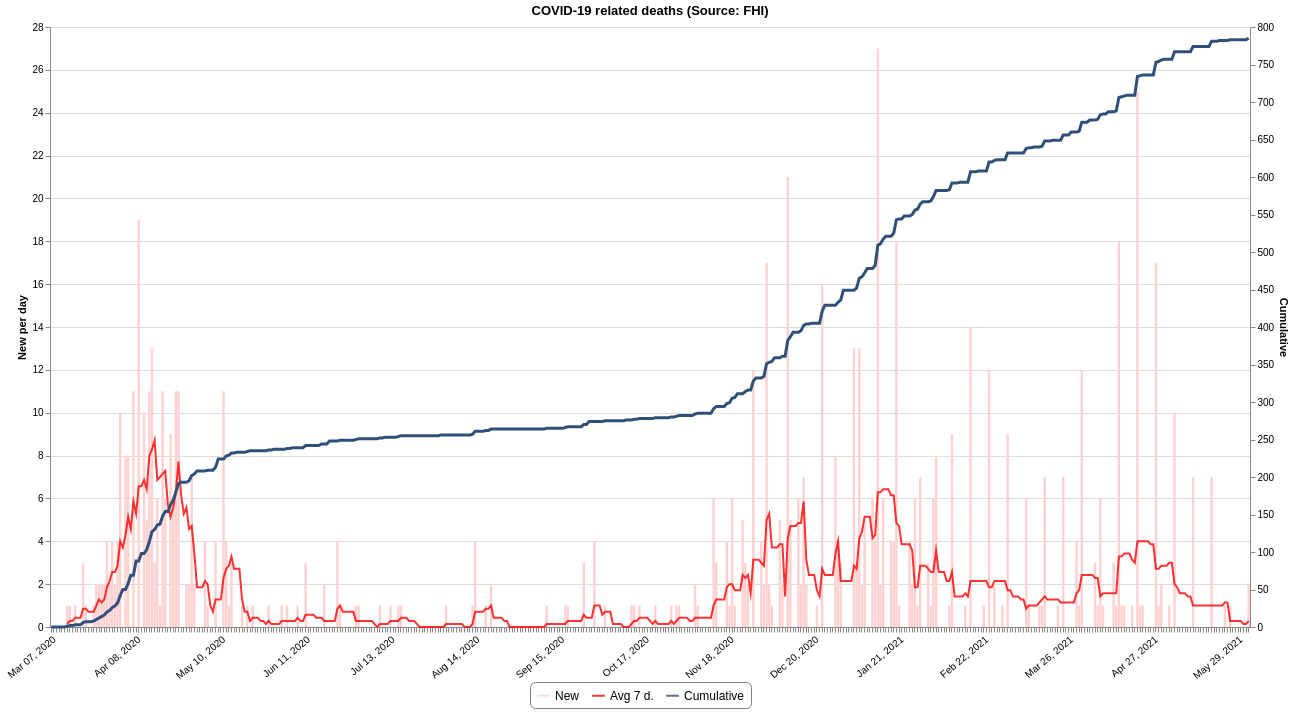 COVID-19 related deaths (Source: FHI)
New per day
28
26
24
22
20
18
16
14
12
10
8
6
4
2
0
800
750
700
650
600
550
500
450
400
350
300
250
200
150
100
50
0
Cumulative
Mar 07, 2020
Apr 08, 2020
May 10, 2020
Jun 11, 2020
Jul 13, 2020
Aug 14, 2020
Sep 15, 2020
Oct 17, 2020
Nov 18, 2020
Dec 20, 2020
Jan 21, 2021
Feb 22, 2021
Mar 26, 2021
Apr 27, 2021
May 29, 2021
New Avg 7 d. Cumulative